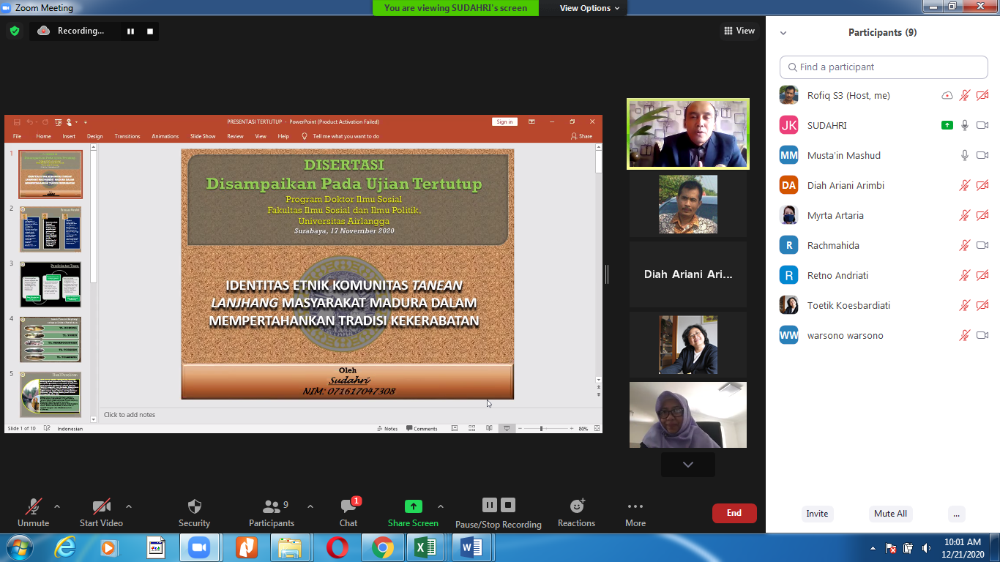 Zoom Meeting
You are viewing SUDAHRI's screen
View Options
Recording...
View
PRESENTASI TERTUTUP - PowerPoint (Product Activation Failed)
Sign in
File Home Insert Design Transitions Animations Slide Show Review View Help Tell me what you want to do Share
1
2
3
4
5
DISERTASI
Disampaikan Pada Ujian Tertutup
Program Doktor Ilmu Sosial
Fakultas Ilmu Sosial dan Ilmu Politik,
Universitas Airlangga
Surabaya, 17 November 2020
IDENTITAS ETNIK KOMUNITAS TANEAN
LANJHANG MASYARAKAT MADURA DALAM
MEMPERTAHANKAN TRADISI KEKERABATAN
Oleh
Sudahri
NIM: 071617047308
Click to add notes
Slide 1 of 10 Indonesian Notes Comments 80%
Diah Ariani Ari...
Participants (9)
Find a participant
Rofiq S3 (Host, me)
JK SUDAHRI
MM Musta'in Mashud
DA Diah Ariani Arimbi
Myrta Artaria
R Rachmahida
R Retno Andriati
Toetik Koesbardiati
WW warsono warsono
Invite Mute All ...
Unmute
Start Video
Security
9
Participants
1
Chat
Share Screen
Pause/Stop Recording
Reactions
More
End
10:01 AM
12/21/2020